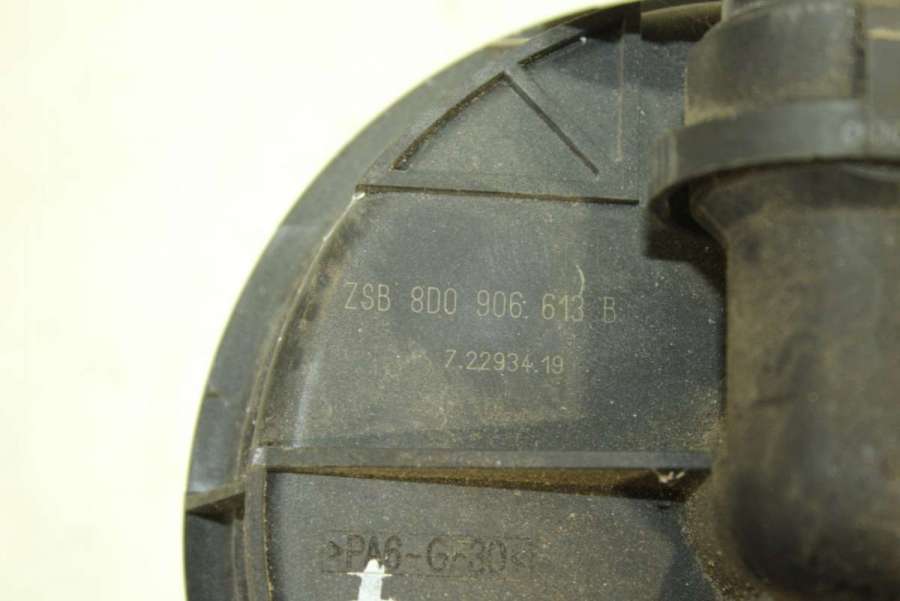 ZSB 8D0 906 613 B
7.22934.19
>PA6-G-30<